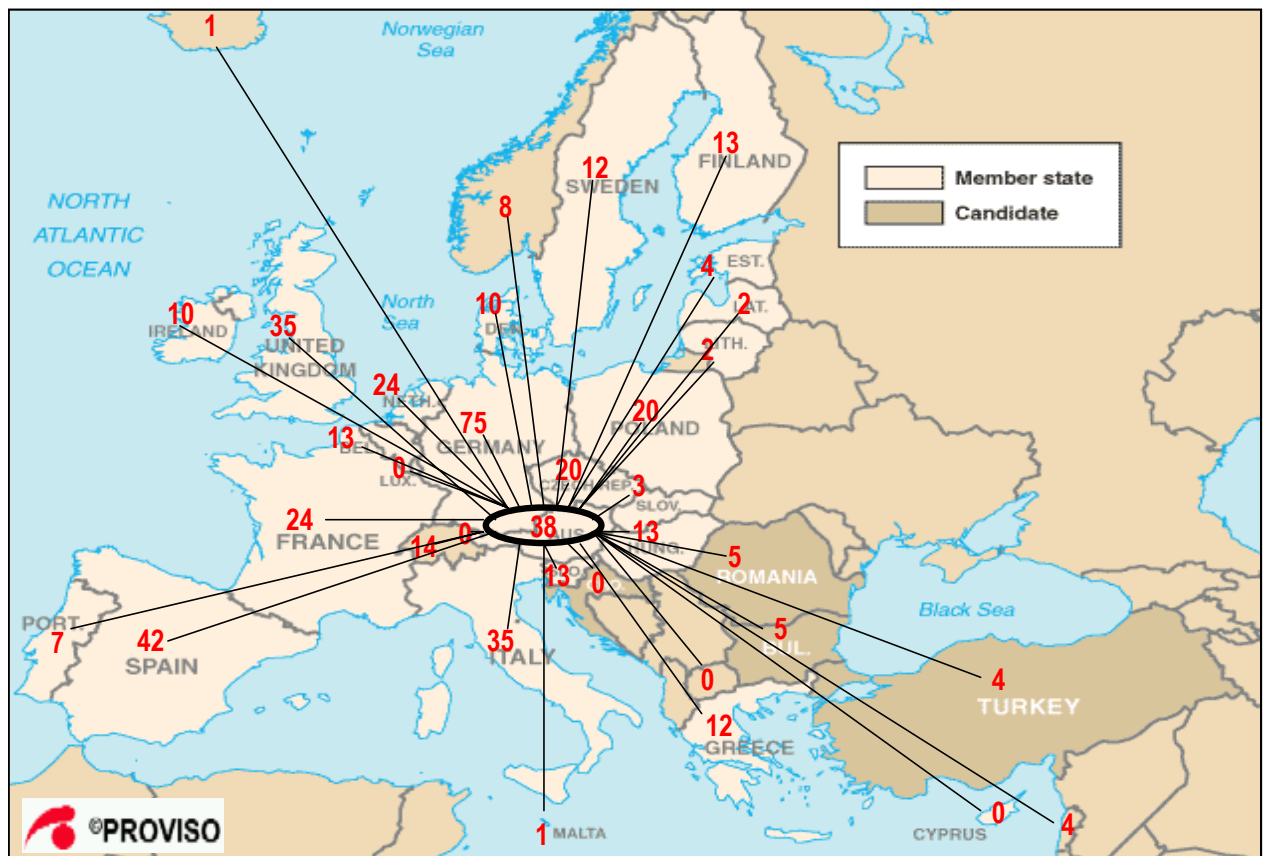 1
Norwegian
Sea
13
FINLAND
12
SWEDEN
Member state
Candidate
8
NORTH
ATLANTIC
OCEAN
4
EST.
North
Sea
10
10
2
LAT.
IRELAND
35
UNITED
KINGDOM
2
24
NETH.
20
POLAND
75
GERMANY
13
BEL.
0
LUX.
20
CZECH REP.
3
SLOV.
24
FRANCE
14
0
38
AUS.
13
HUNG.
5
ROMANIA
13
0
Black Sea
PORT.
7
42
SPAIN
35
ITALY
5
BUL.
0
4
TURKEY
12
GREECE
0
4
CYPRUS
1
MALTA
©PROVISO